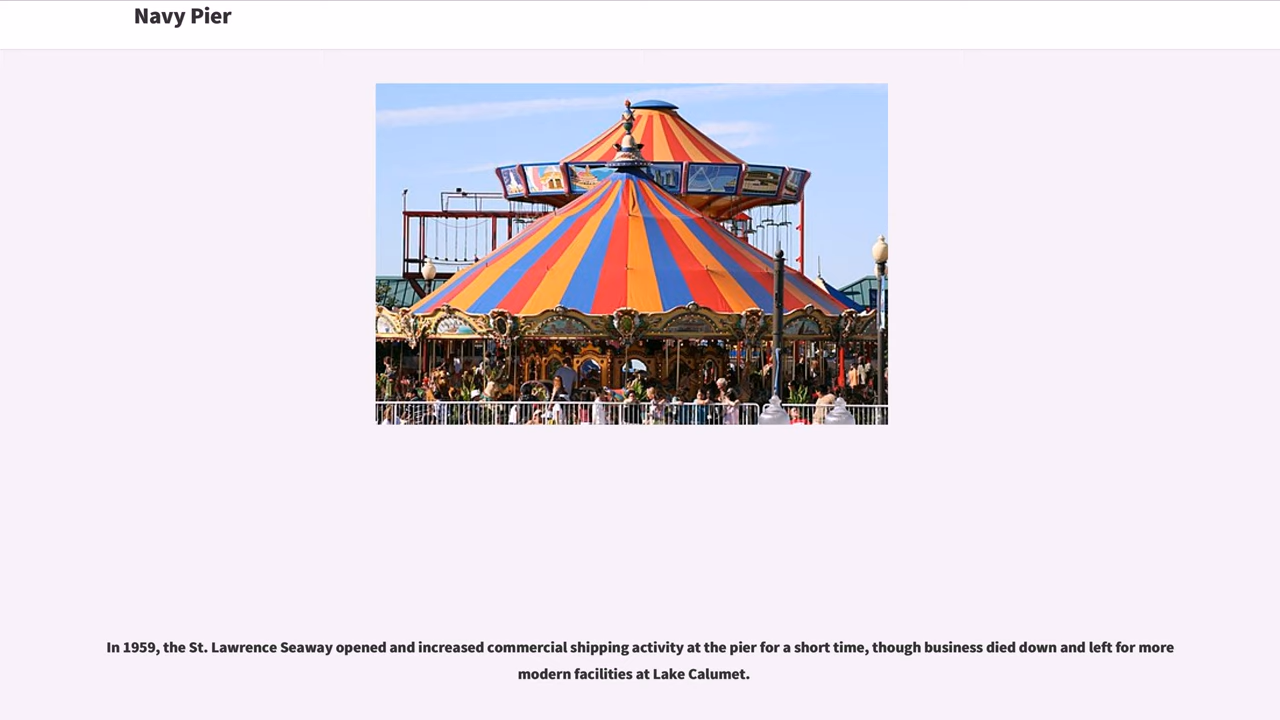 Navy Pier
In 1959, the St. Lawrence Seaway opened and increased commercial shipping activity at the pier for a short time, though business died down and left for more
modern facilities at Lake Calumet.